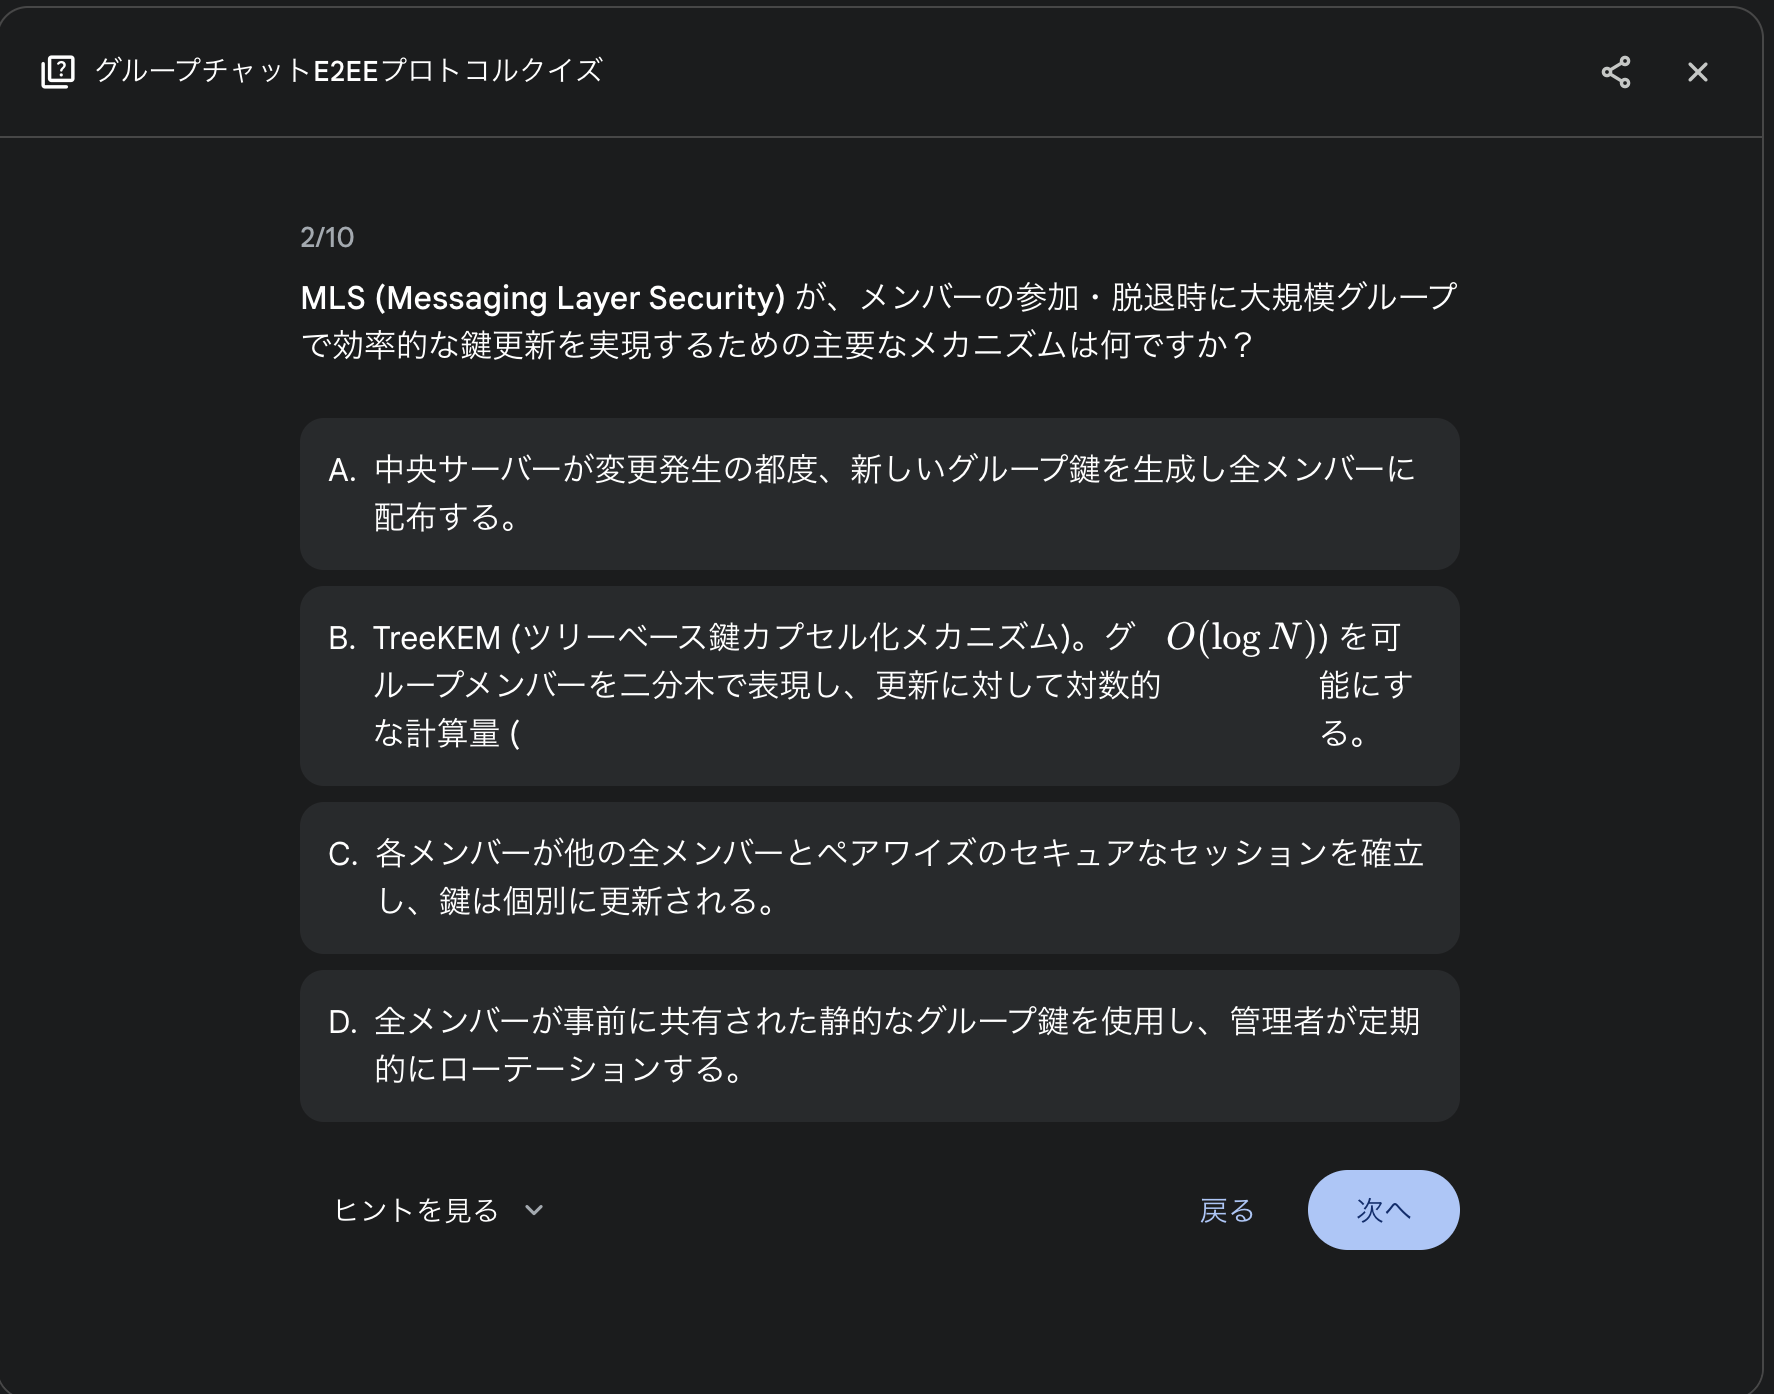 グループチャットE2EEプロトコルクイズ
2/10
MLS (Messaging Layer Security) が、メンバーの参加・脱退時に大規模グループ
で効率的な鍵更新を実現するための主要なメカニズムは何ですか？
A. 中央サーバーが変更発生の都度、新しいグループ鍵を生成し全メンバーに
配布する。
B. TreeKEM (ツリーベース鍵カプセル化メカニズム)。グ
ループメンバーを二分木で表現し、更新に対して対数的
な計算量 (
O(log N)
) を可
能にす
る。
C. 各メンバーが他の全メンバーとペアワイズのセキュアなセッションを確立
し、鍵は個別に更新される。
D. 全メンバーが事前に共有された静的なグループ鍵を使用し、管理者が定期
的にローテーションする。
ヒントを見る
戻る
次へ